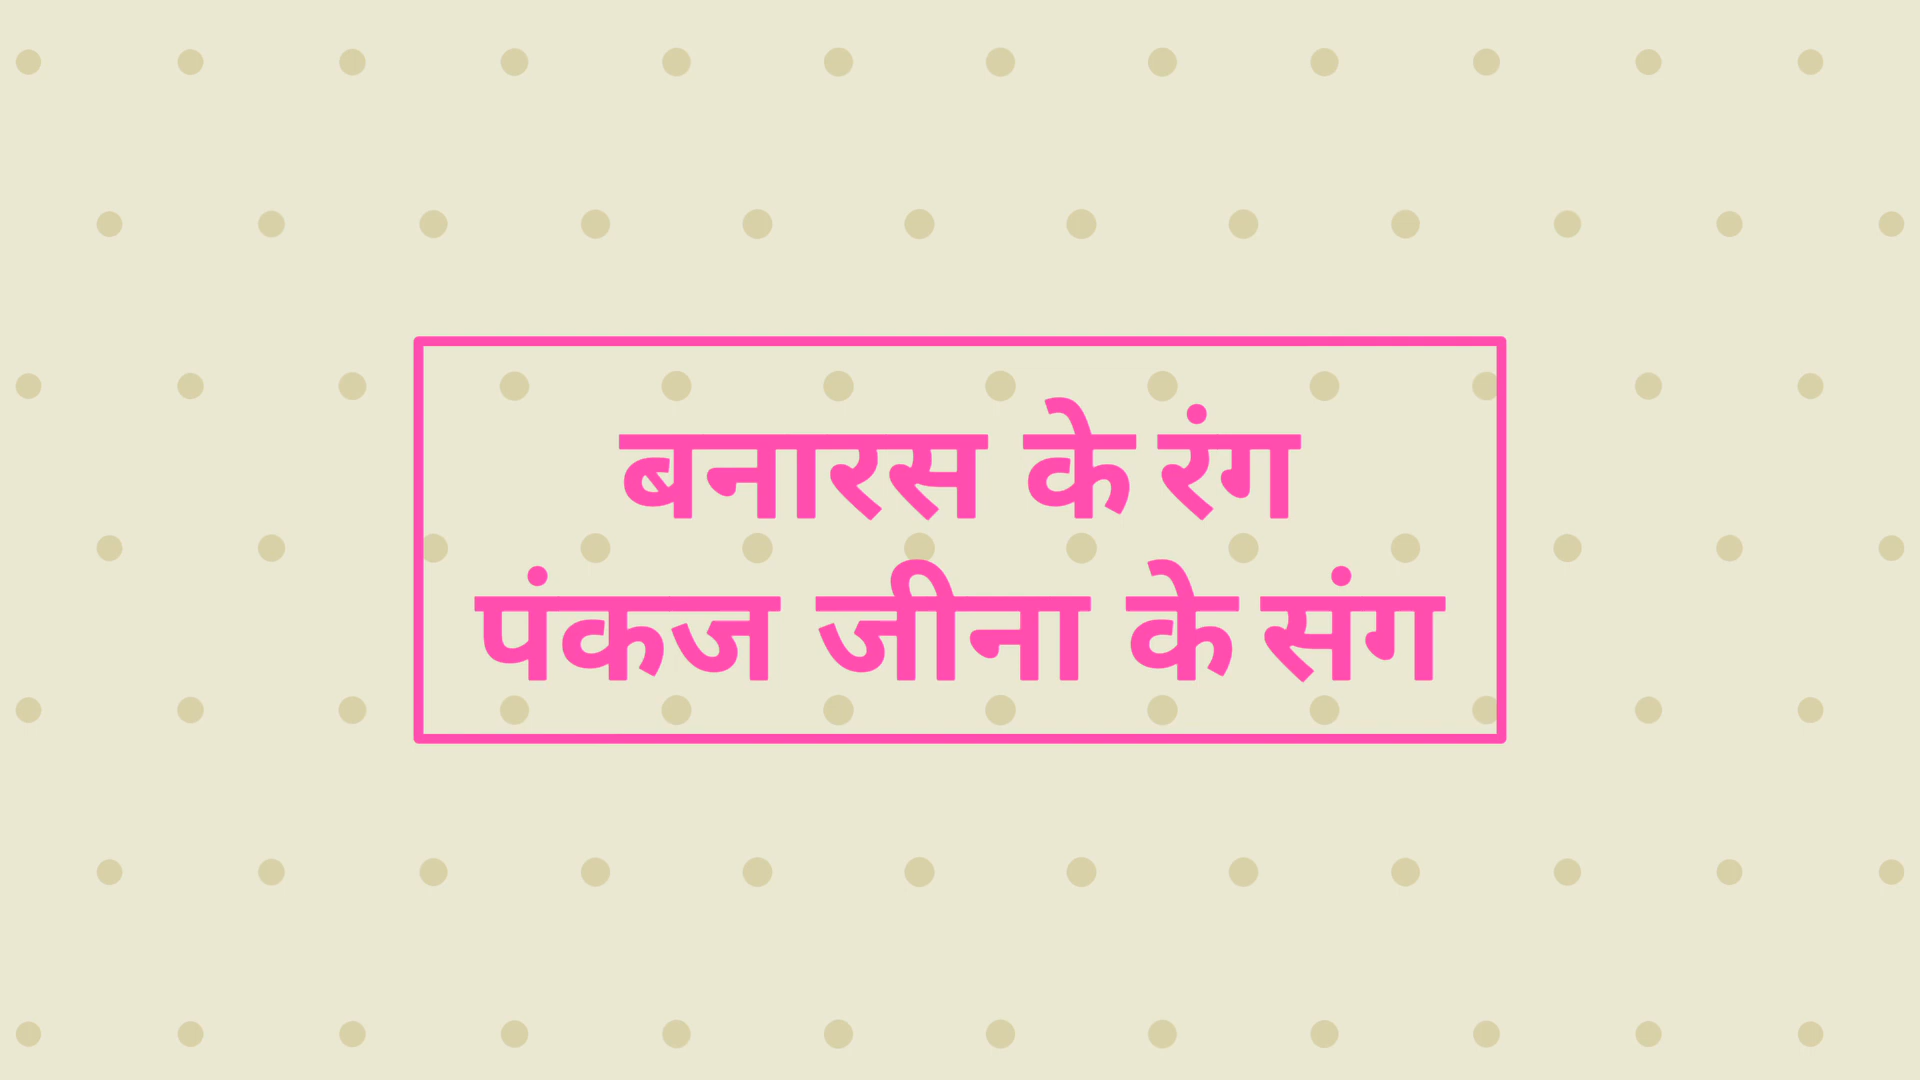 बनारस के रंग
पंकज जीना के संग